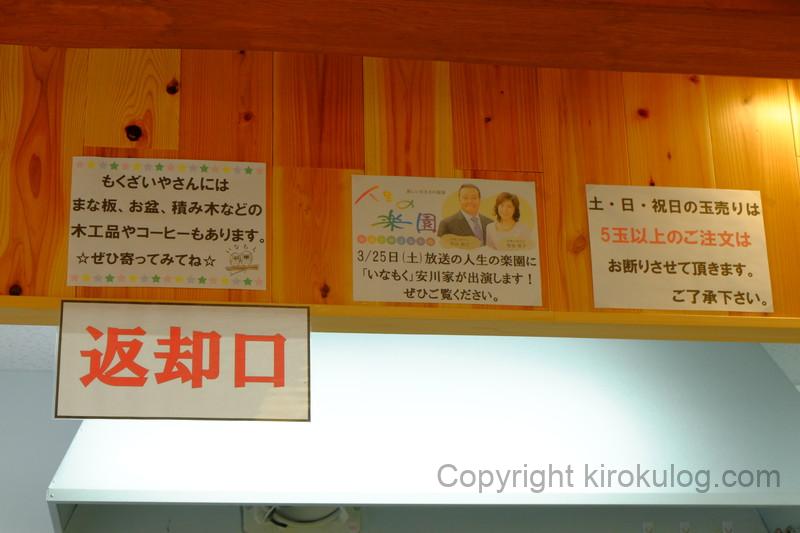 もくざいやさんには
まな板、お盆、積み木などの
木工品やコーヒーもあります。
☆ぜひ寄ってみてね☆
いなもく
人生の
楽園
3/25日(土)放送の人生の楽園に
「いなもく」安川家が出演します!
ぜひご覧ください。
土・日・祝日の玉売りは
5玉以上のご注文は
お断りさせて頂きます。
ご了承下さい。
返却口
Copyright kirokulog.com